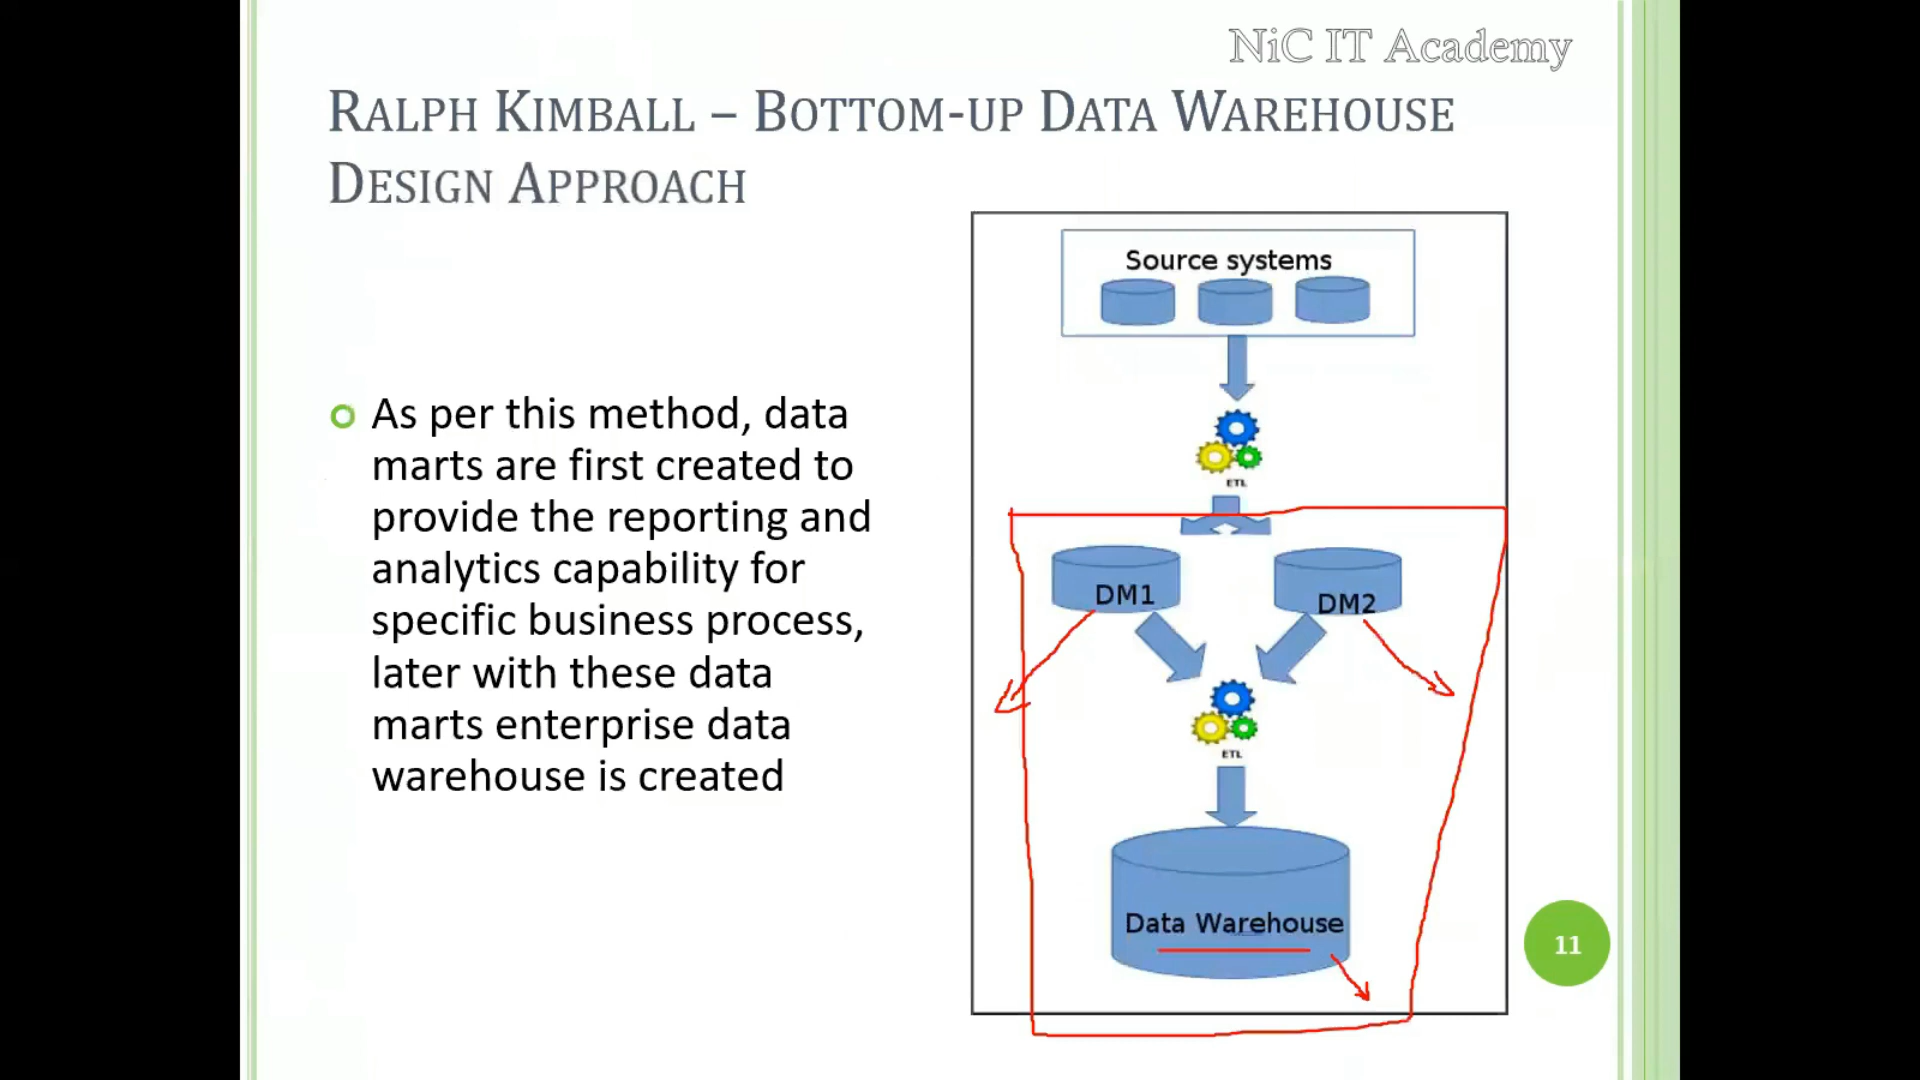 NiC IT Academy
RALPH KIMBALL – BOTTOM-UP DATA WAREHOUSE
DESIGN APPROACH
As per this method, data
marts are first created to
provide the reporting and
analytics capability for
specific business process,
later with these data
marts enterprise data
warehouse is created
Source systems
ETL
DM1
DM2
ETL
Data Warehouse
11